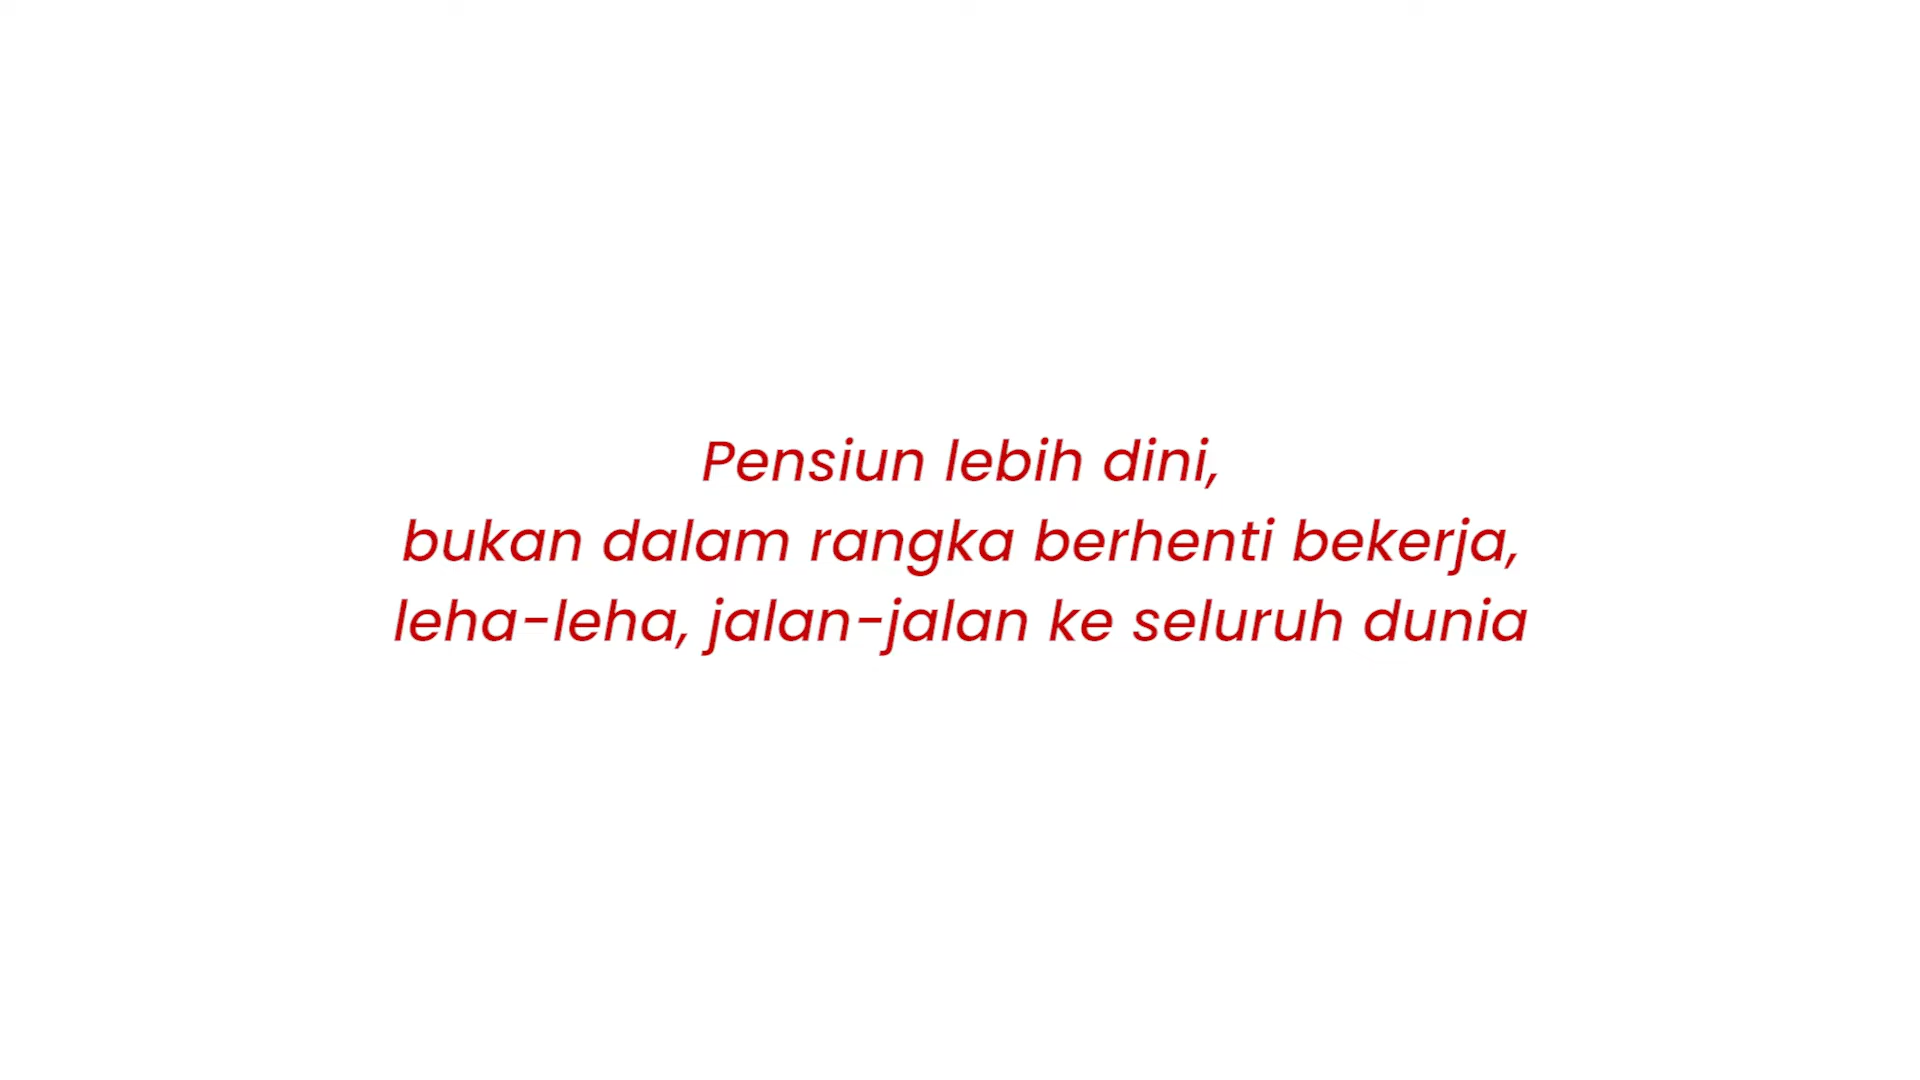 Pensiun lebih dini,
bukan dalam rangka berhenti bekerja,
leha-leha, jalan-jalan ke seluruh dunia